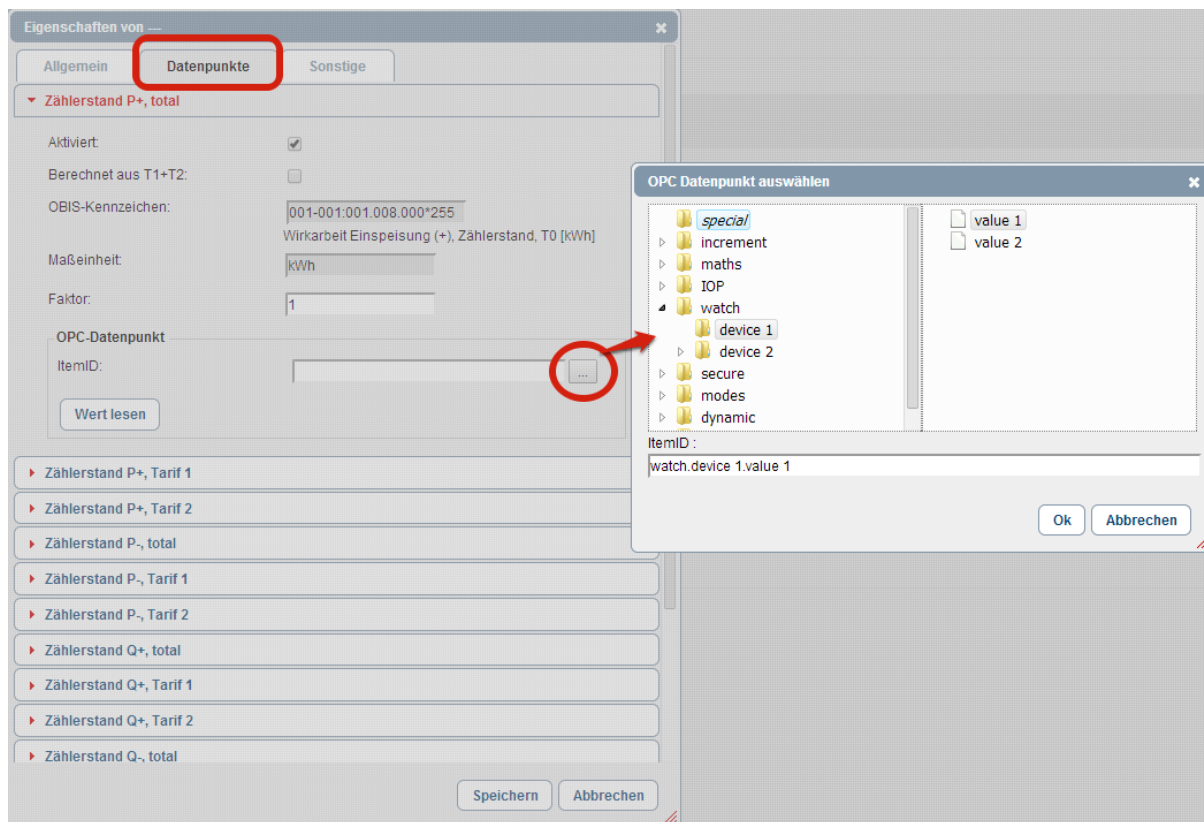 Eigenschaften von ---
Allgemein
Datenpunkte
Sonstige
Zählerstand P+, total
Aktiviert:
Berechnet aus T1+T2:
OBIS-Kennzeichen:
001-001:001.008.000*255
Wirkarbeit Einspeisung (+), Zählerstand, T0 [kWh]
Maßeinheit:
kWh
Faktor:
1
OPC-Datenpunkt
ItemID:
...
Wert lesen
Zählerstand P+, Tarif 1
Zählerstand P+, Tarif 2
Zählerstand P-, total
Zählerstand P-, Tarif 1
Zählerstand P-, Tarif 2
Zählerstand Q+, total
Zählerstand Q+, Tarif 1
Zählerstand Q+, Tarif 2
Zählerstand Q-, total
Speichern
Abbrechen
OPC Datenpunkt auswählen
special
increment
maths
IOP
watch
device 1
device 2
secure
modes
dynamic
value 1
value 2
ItemID :
watch.device 1.value 1
Ok
Abbrechen